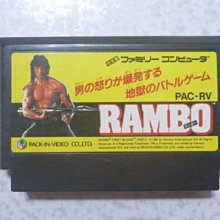 ファミリー コンピュータ
男の怒りが爆発する
地獄のバトルゲーム
PAC-RV
RAMBO
PACK-IN-VIDEO CO.,LTD.